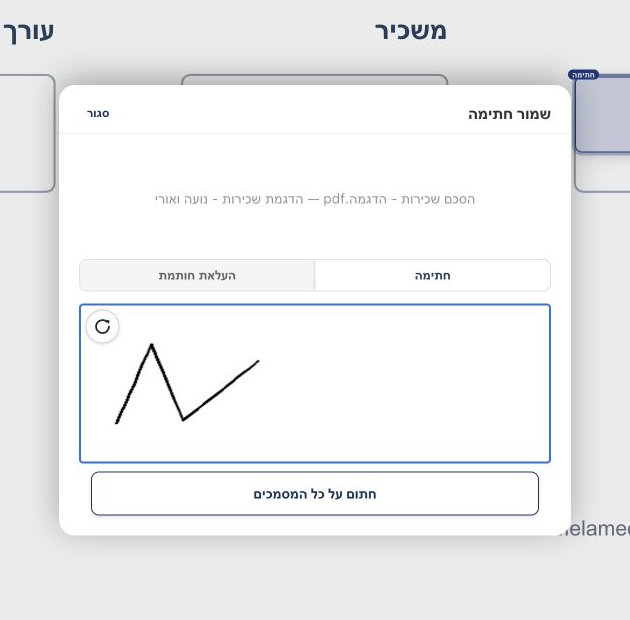 משכיר
עורך
חתימה
שמור חתימה
סגור
הסכם שכירות - הדגמה.pdf — הדגמת שכירות - נועה ואורי
חתימה
העלאת חותמת
חתום על כל המסמכים